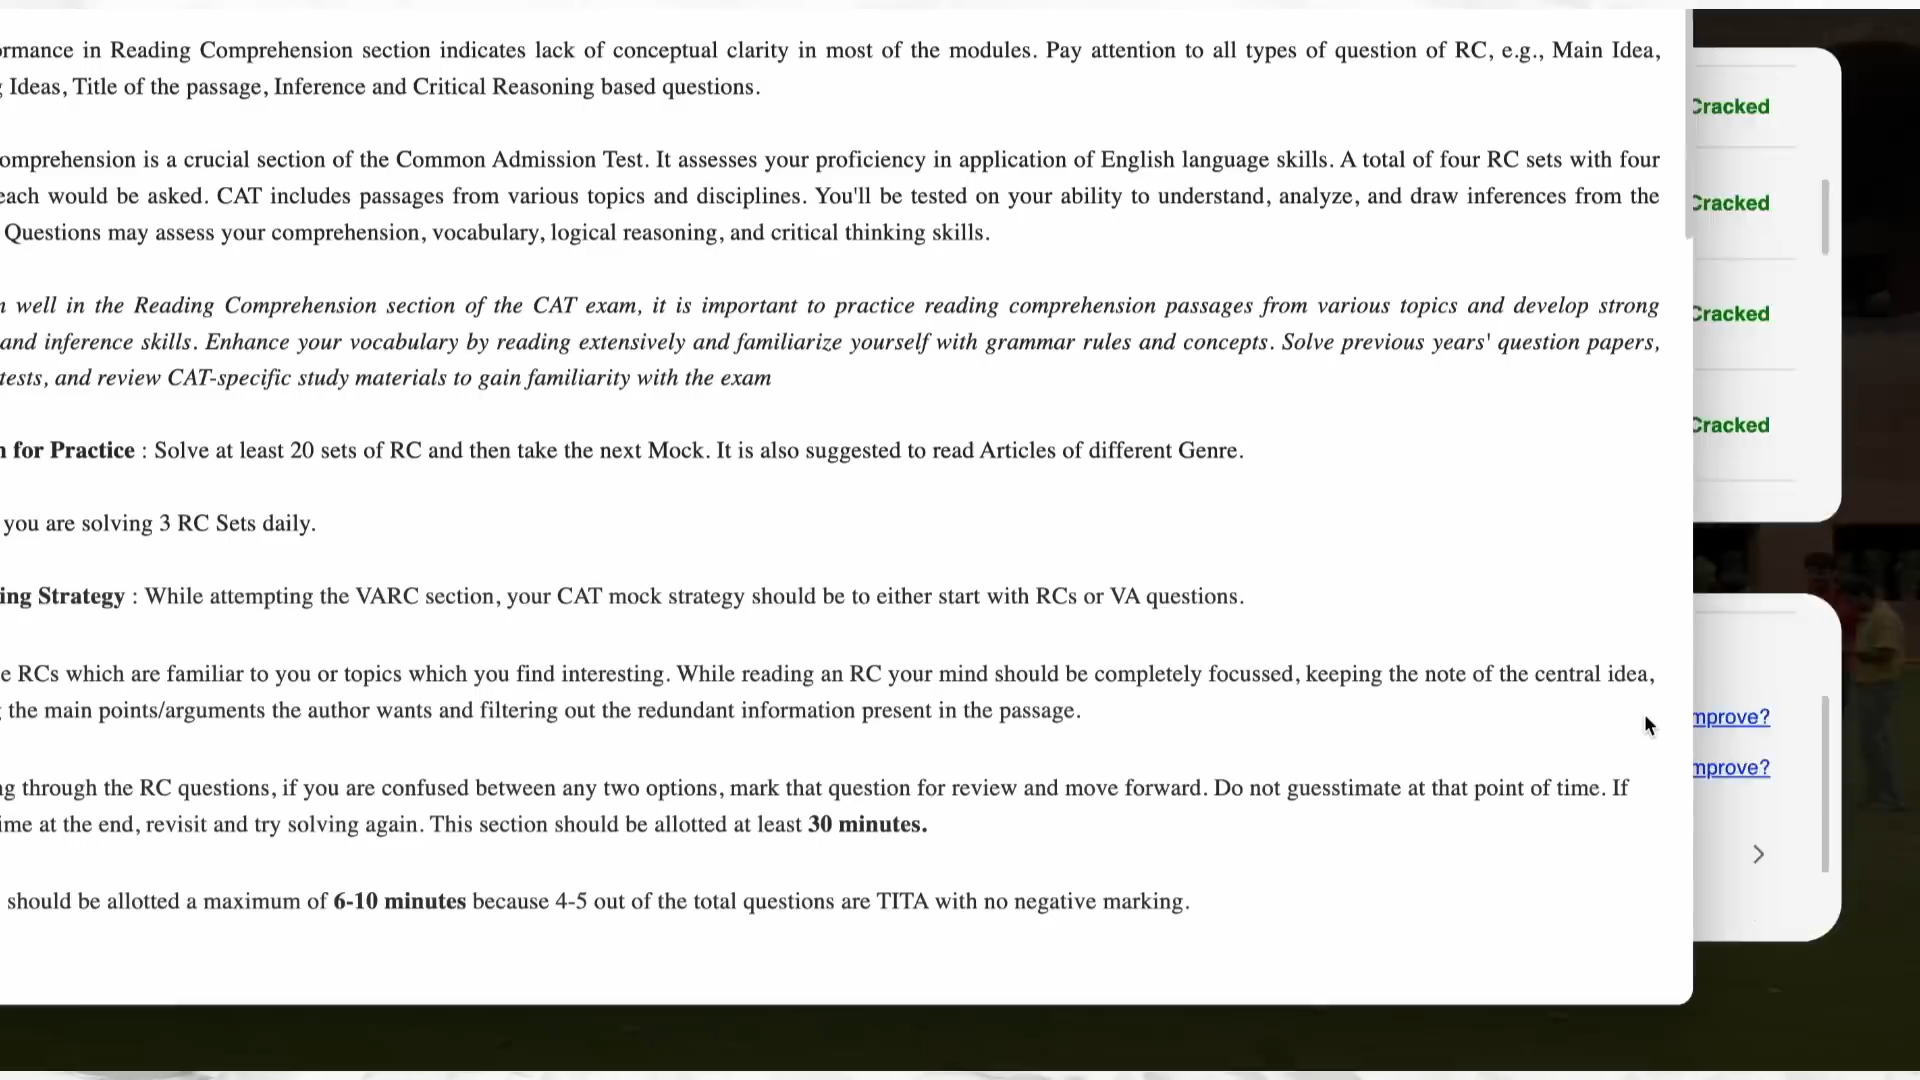 rmance in Reading Comprehension section indicates lack of conceptual clarity in most of the modules. Pay attention to all types of question of RC, e.g., Main Idea,
Ideas, Title of the passage, Inference and Critical Reasoning based questions.
omprehension is a crucial section of the Common Admission Test. It assesses your proficiency in application of English language skills. A total of four RC sets with four
each would be asked. CAT includes passages from various topics and disciplines. You'll be tested on your ability to understand, analyze, and draw inferences from the
Questions may assess your comprehension, vocabulary, logical reasoning, and critical thinking skills.
well in the Reading Comprehension section of the CAT exam, it is important to practice reading comprehension passages from various topics and develop strong
and inference skills. Enhance your vocabulary by reading extensively and familiarize yourself with grammar rules and concepts. Solve previous years' question papers,
tests, and review CAT-specific study materials to gain familiarity with the exam
n for Practice : Solve at least 20 sets of RC and then take the next Mock. It is also suggested to read Articles of different Genre.
you are solving 3 RC Sets daily.
ing Strategy : While attempting the VARC section, your CAT mock strategy should be to either start with RCs or VA questions.
e RCs which are familiar to you or topics which you find interesting. While reading an RC your mind should be completely focussed, keeping the note of the central idea,
the main points/arguments the author wants and filtering out the redundant information present in the passage.
g through the RC questions, if you are confused between any two options, mark that question for review and move forward. Do not guesstimate at that point of time. If
ime at the end, revisit and try solving again. This section should be allotted at least 30 minutes.
should be allotted a maximum of 6-10 minutes because 4-5 out of the total questions are TITA with no negative marking.
Cracked
Cracked
Cracked
Cracked
mprove?
mprove?